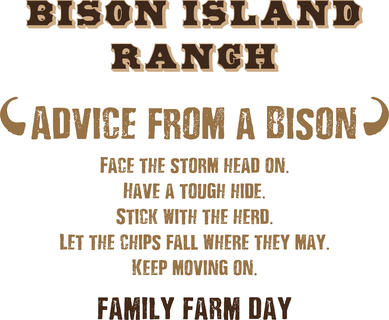 BISON ISLAND
RANCH
ADVICE FROM A BISON
FACE THE STORM HEAD ON.
HAVE A TOUGH HIDE.
STICK WITH THE HERD.
LET THE CHIPS FALL WHERE THEY MAY.
KEEP MOVING ON.
FAMILY FARM DAY